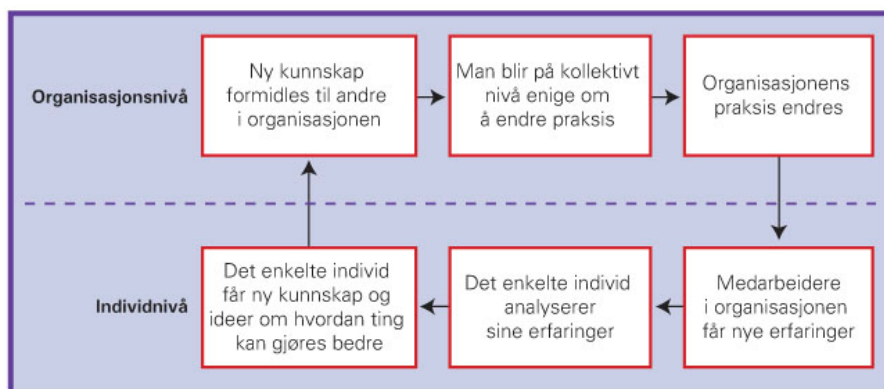 Organisasjonsnivå
Ny kunnskap
formidles til andre
i organisasjonen
Man blir på kollektivt
nivå enige om
å endre praksis
Organisasjonens
praksis endres
Individnivå
Det enkelte individ
får ny kunnskap og
ideer om hvordan ting
kan gjøres bedre
Det enkelte individ
analyserer
sine erfaringer
Medarbeidere
i organisasjonen
får nye erfaringer